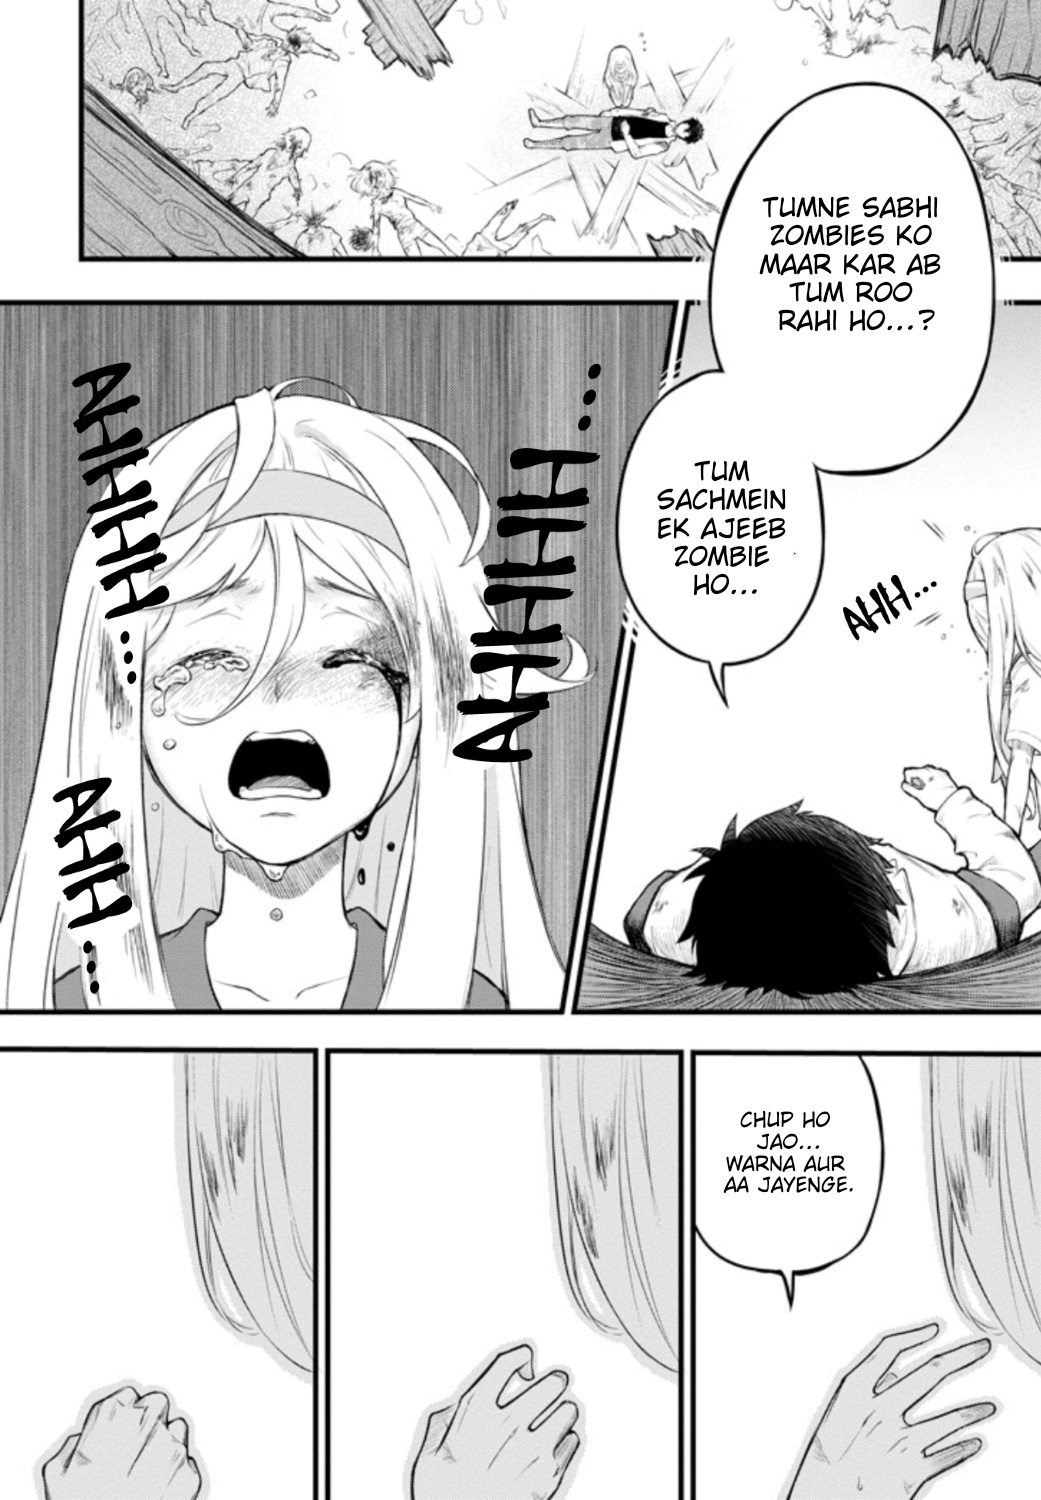 TUMNE SABHI
ZOMBIES KO
MAAR KAR AB
TUM ROO
RAHI HO...?
TUM
SACHMEIN
EK AJEEB
ZOMBIE
HO...
AHH...
AHHHH...
AHHHH...
AHH...
CHUP HO
JAO...
WARNA AUR
AA JAYENGE.